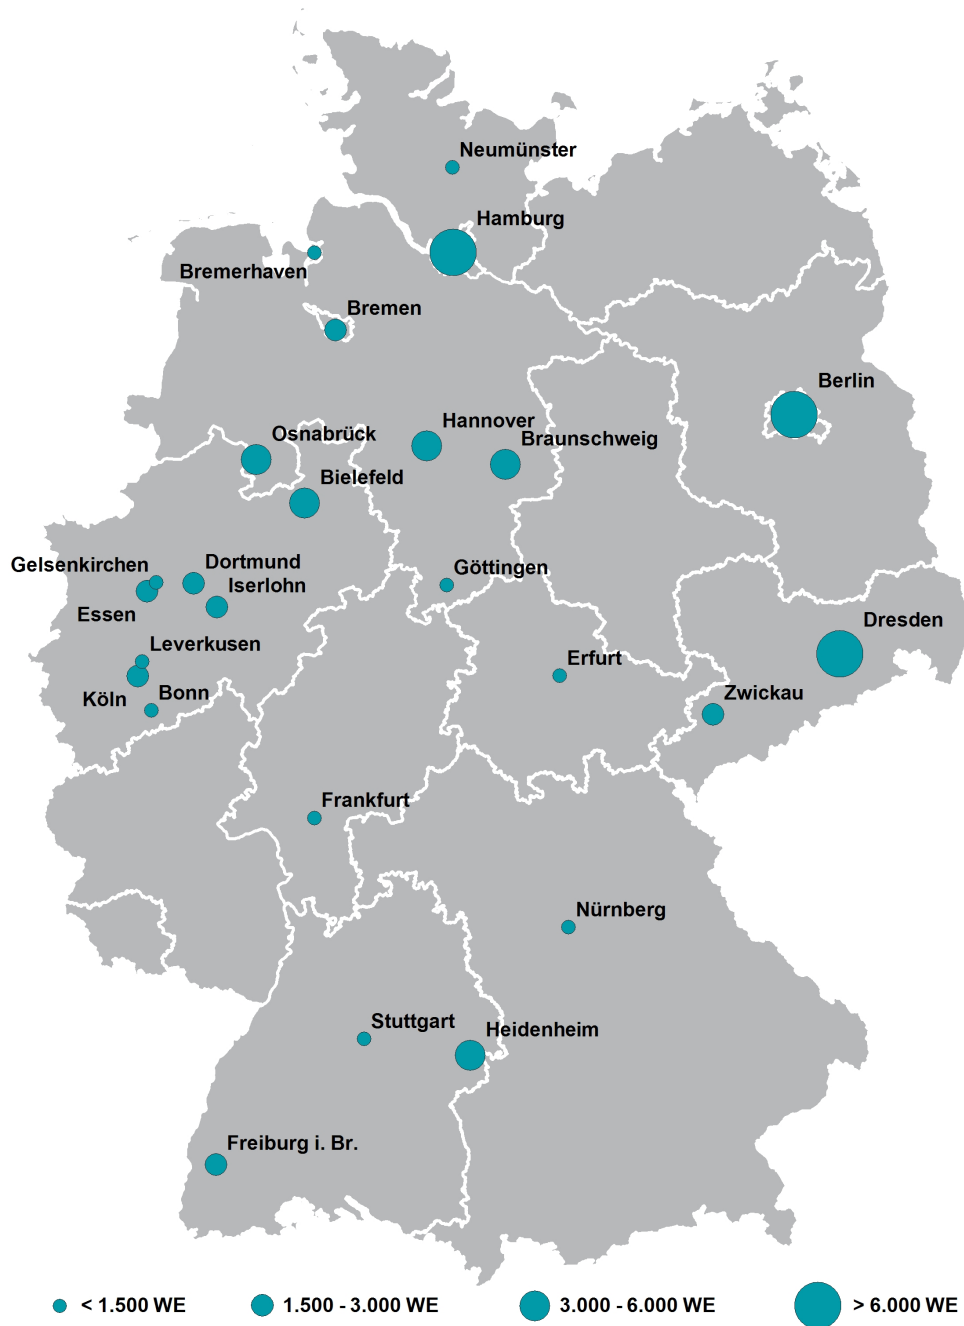 Neumünster
Hamburg
Bremerhaven
Bremen
Berlin
Hannover
Osnabrück
Braunschweig
Bielefeld
Gelsenkirchen
Dortmund
Göttingen
Iserlohn
Essen
Dresden
Leverkusen
Erfurt
Köln
Bonn
Zwickau
Frankfurt
Nürnberg
Stuttgart
Heidenheim
Freiburg i. Br.
< 1.500 WE
1.500 - 3.000 WE
3.000 - 6.000 WE
> 6.000 WE